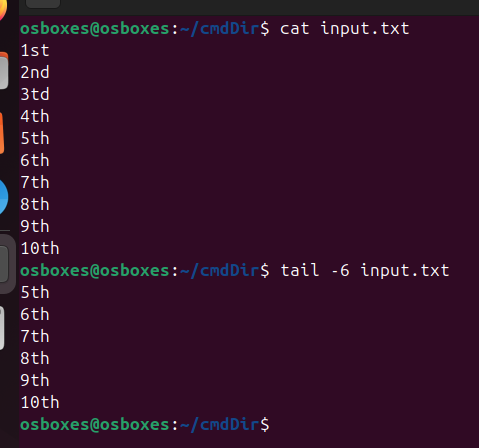 osboxes@osboxes:~/cmdDir$ cat input.txt
1st
2nd
3td
4th
5th
6th
7th
8th
9th
10th
osboxes@osboxes:~/cmdDir$ tail -6 input.txt
5th
6th
7th
8th
9th
10th
osboxes@osboxes:~/cmdDir$